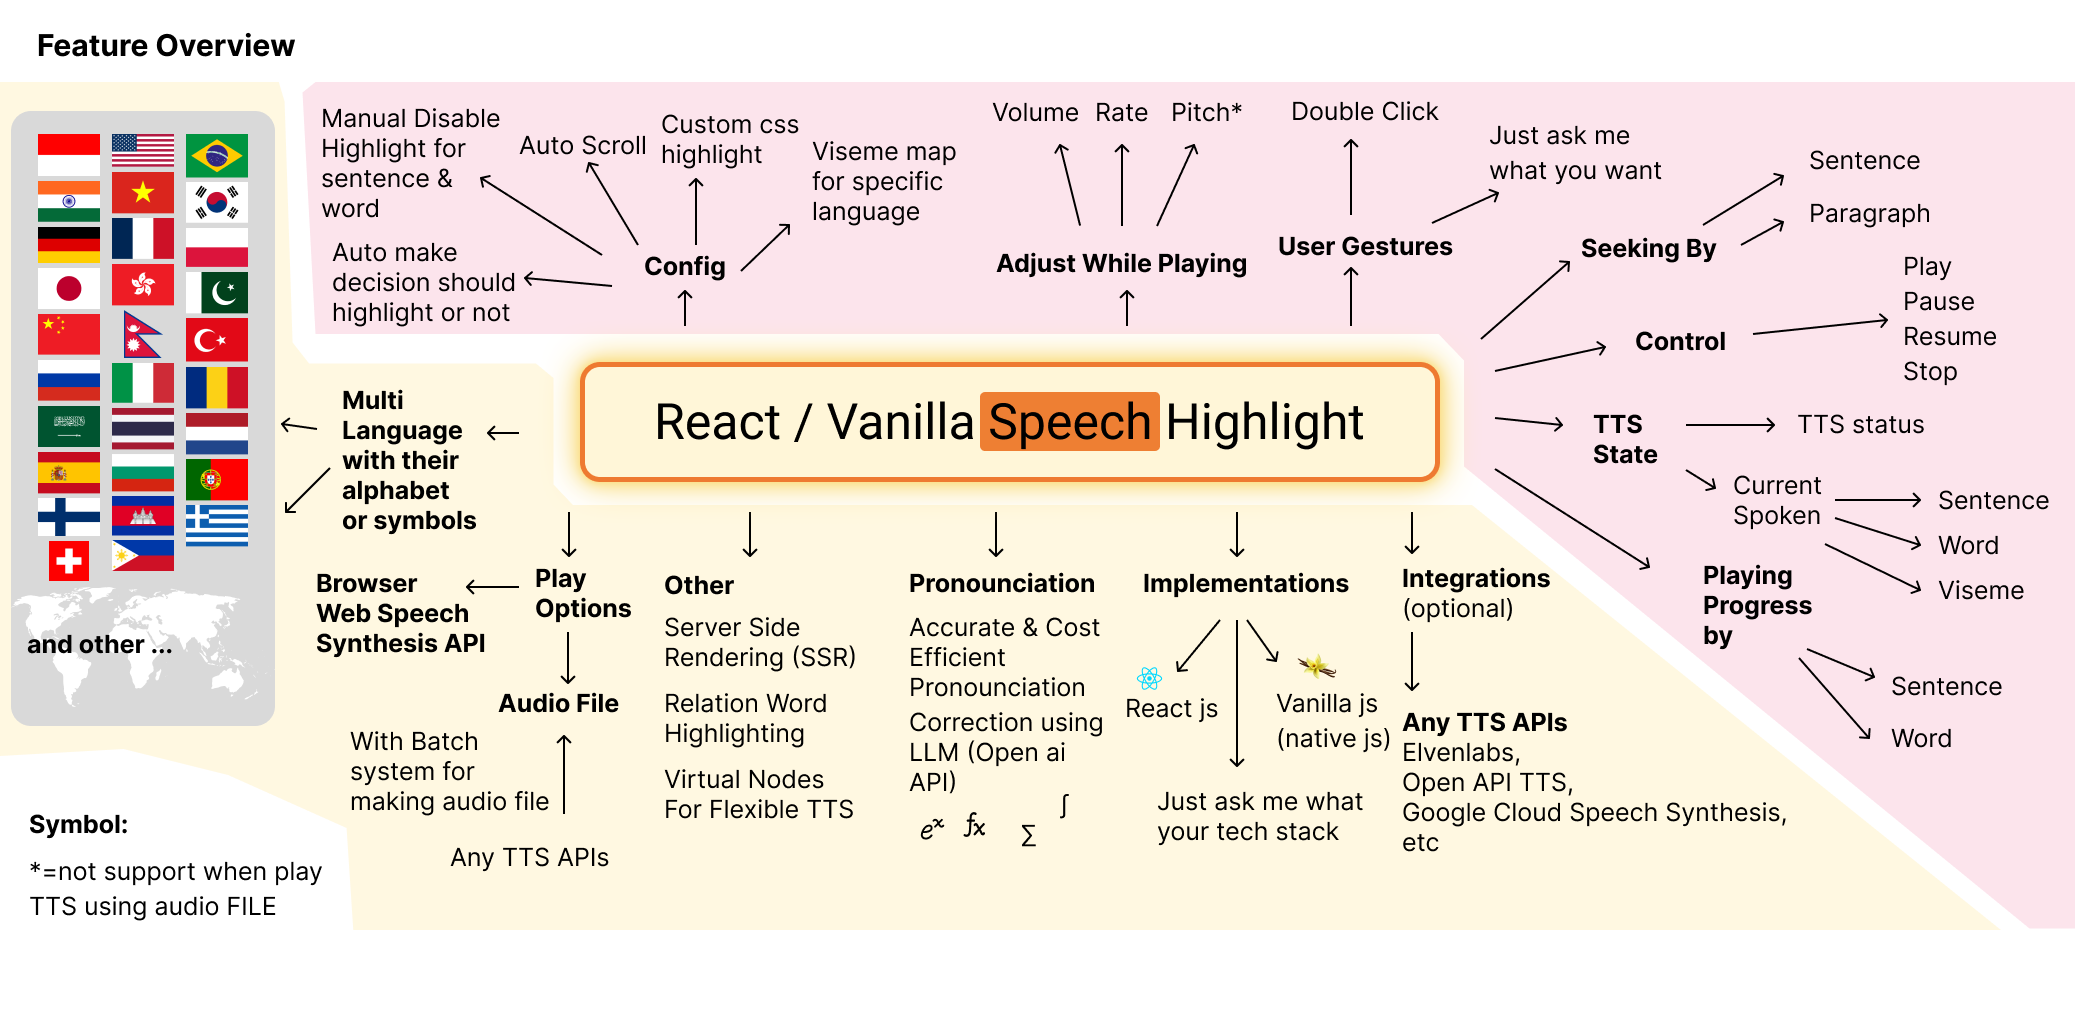 Feature Overview
Manual Disable
Highlight for
sentence &
word
Auto Scroll
Custom css
highlight
Viseme map
for specific
language
Auto make
decision should
highlight or not
Config
Volume
Rate
Pitch*
Adjust While Playing
Double Click
Just ask me
what you want
User Gestures
Seeking By
Sentence
Paragraph
Control
Play
Pause
Resume
Stop
React / Vanilla Speech Highlight
TTS
State
TTS status
Current
Spoken
Sentence
Word
Viseme
Playing
Progress
by
Sentence
Word
Multi
Language
with their
alphabet
or symbols
and other ...
Browser
Web Speech
Synthesis API
Play
Options
Audio File
With Batch
system for
making audio file
Any TTS APIs
Other
Server Side
Rendering (SSR)
Relation Word
Highlighting
Virtual Nodes
For Flexible TTS
Pronounciation
Accurate & Cost
Efficient
Pronounciation
Correction using
LLM (Open ai
API)
eˣ fx ∑ ∫
Implementations
React js
Vanilla js
(native js)
Just ask me what
your tech stack
Integrations
(optional)
Any TTS APIs
Elvenlabs,
Open API TTS,
Google Cloud Speech Synthesis,
etc
Symbol:
*=not support when play
TTS using audio FILE